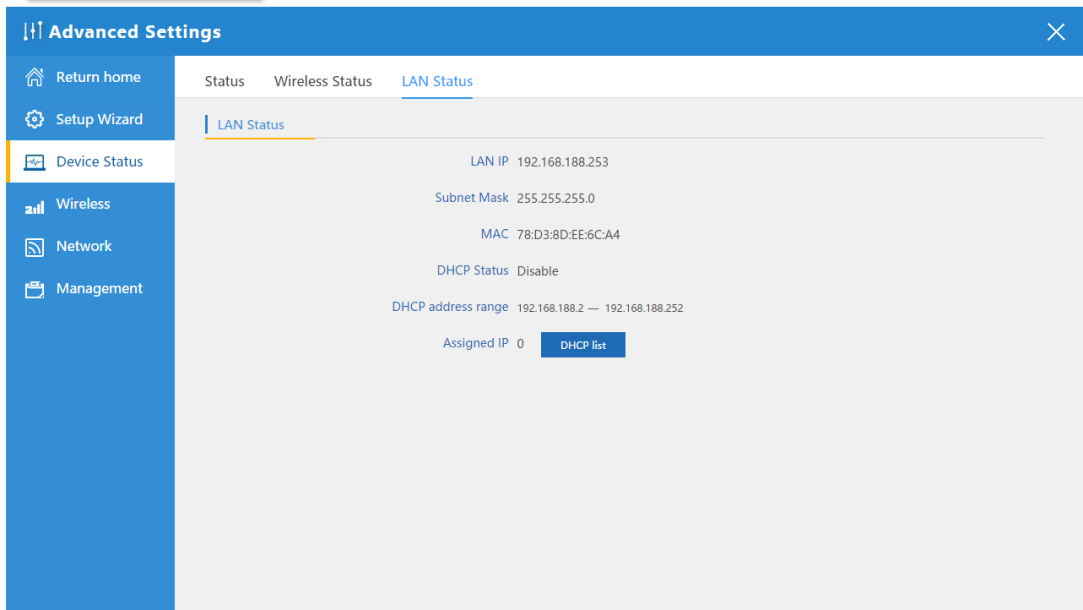 Advanced Settings
Return home
Setup Wizard
Device Status
Wireless
Network
Management
Status Wireless Status LAN Status
LAN Status
LAN IP 192.168.188.253
Subnet Mask 255.255.255.0
MAC 78:D3:8D:EE:6C:A4
DHCP Status Disable
DHCP address range 192.168.188.2 — 192.168.188.252
Assigned IP 0 DHCP list